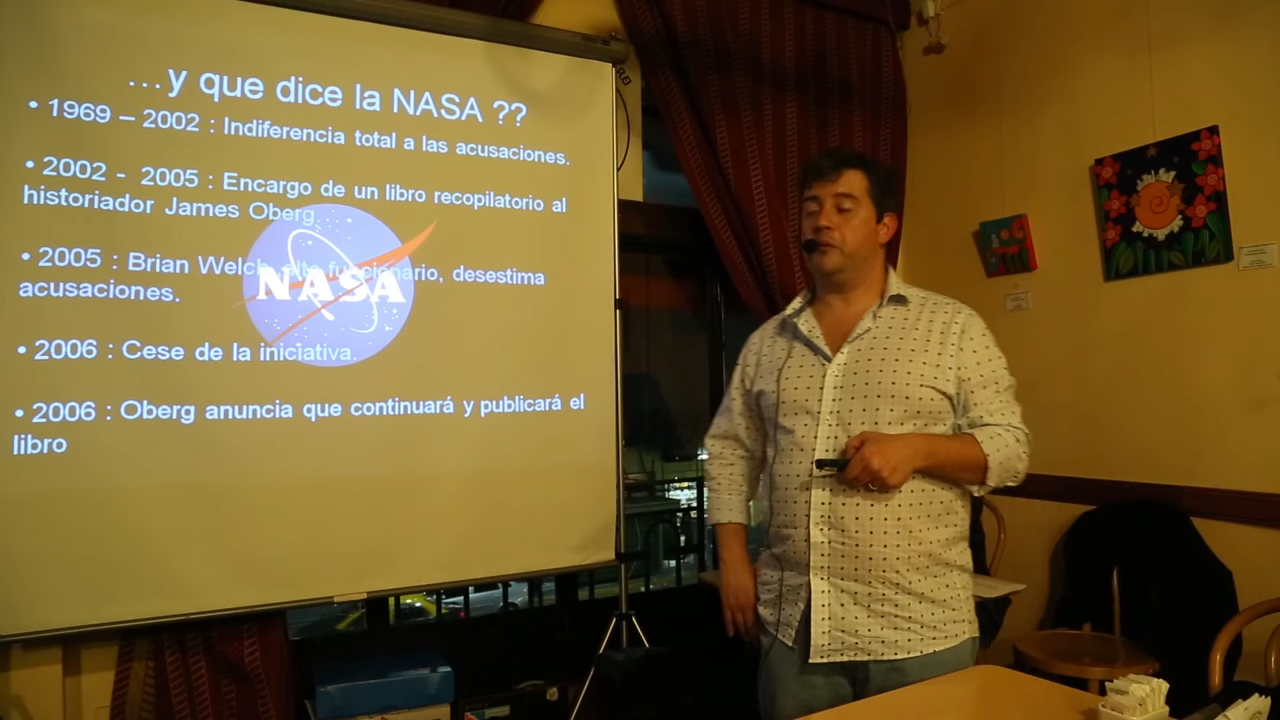 ...y que dice la NASA ??
• 1969 – 2002 : Indiferencia total a las acusaciones.
• 2002 - 2005 : Encargo de un libro recopilatorio al
historiador James Oberg.
• 2005 : Brian Welch, alto funcionario, desestima
acusaciones.
NASA
• 2006 : Cese de la iniciativa.
• 2006 : Oberg anuncia que continuará y publicará el
libro